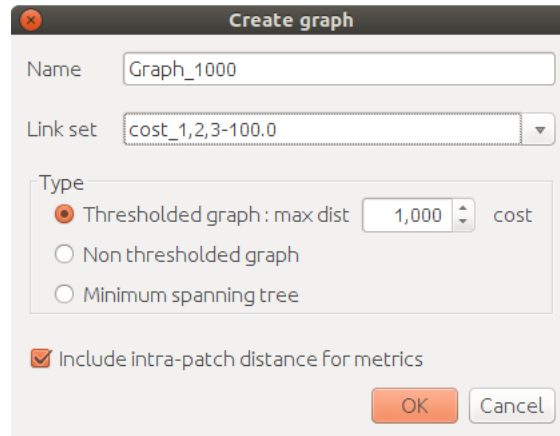 Create graph
Name Graph_1000
Link set cost_1,2,3-100.0
Type
Thresholded graph : max dist 1,000 cost
Non thresholded graph
Minimum spanning tree
Include intra-patch distance for metrics
OK Cancel